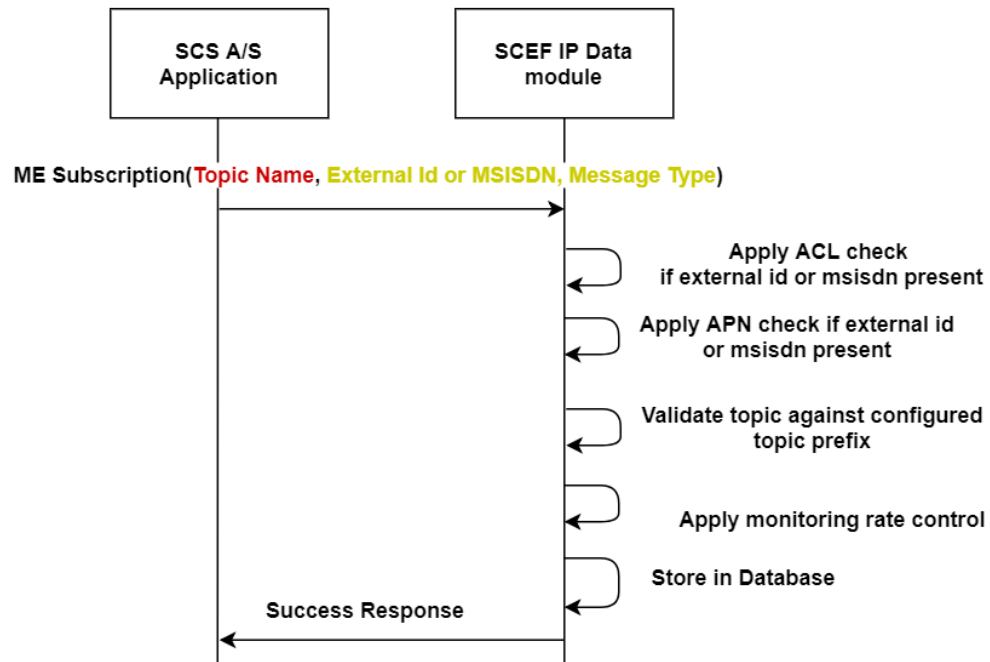 SCS A/S
Application
SCEF IP Data
module
ME Subscription(Topic Name, External Id or MSISDN, Message Type)
Apply ACL check
if external id or msisdn present
Apply APN check if external id
or msisdn present
Validate topic against configured
topic prefix
Apply monitoring rate control
Store in Database
Success Response